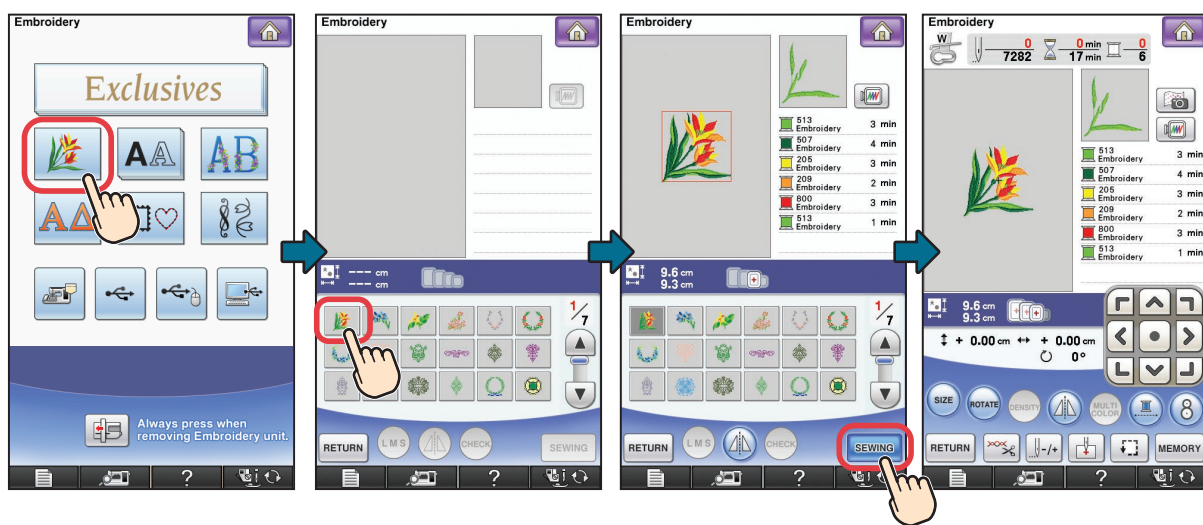 Embroidery
Exclusives
A A
AB
AΔ
Always press when
removing Embroidery unit.
?
i
Embroidery
--- cm
--- cm
1/7
RETURN
L M S
CHECK
SEWING
?
i
Embroidery
513
Embroidery 3 min
507
Embroidery 4 min
205
Embroidery 3 min
209
Embroidery 2 min
800
Embroidery 3 min
513
Embroidery 1 min
9.6 cm
9.3 cm
1/7
RETURN
L M S
CHECK
SEWING
?
Embroidery
W
0
7282
0 min
17 min
0
6
513
Embroidery 3 min
507
Embroidery 4 min
205
Embroidery 3 min
209
Embroidery 2 min
800
Embroidery 3 min
513
Embroidery 1 min
9.6 cm
9.3 cm
+ 0.00 cm + 0.00 cm
0°
SIZE
ROTATE
DENSITY
MULTI
COLOR
8
RETURN
-/+
MEMORY
?
i